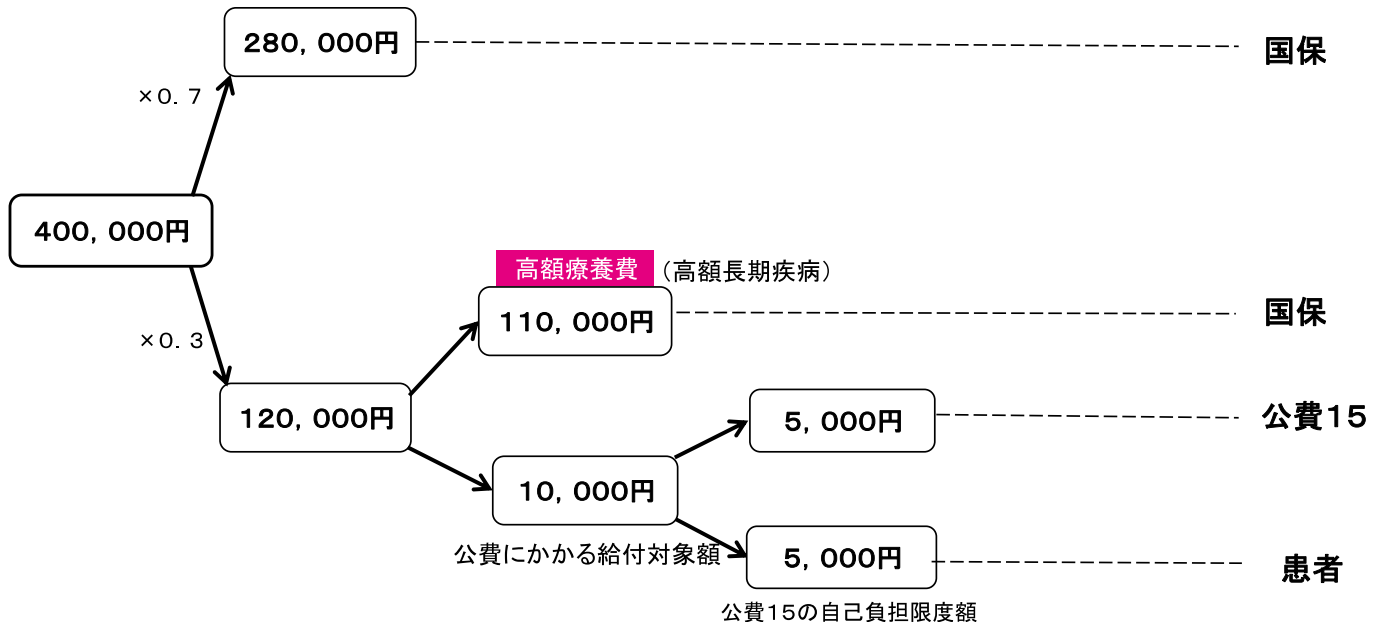 280，000円
国保
×0．7
400，000円
高額療養費
（高額長期疾病）
110，000円
国保
×0．3
120，000円
5，000円
公費15
10，000円
公費にかかる給付対象額
5，000円
患者
公費15の自己負担限度額